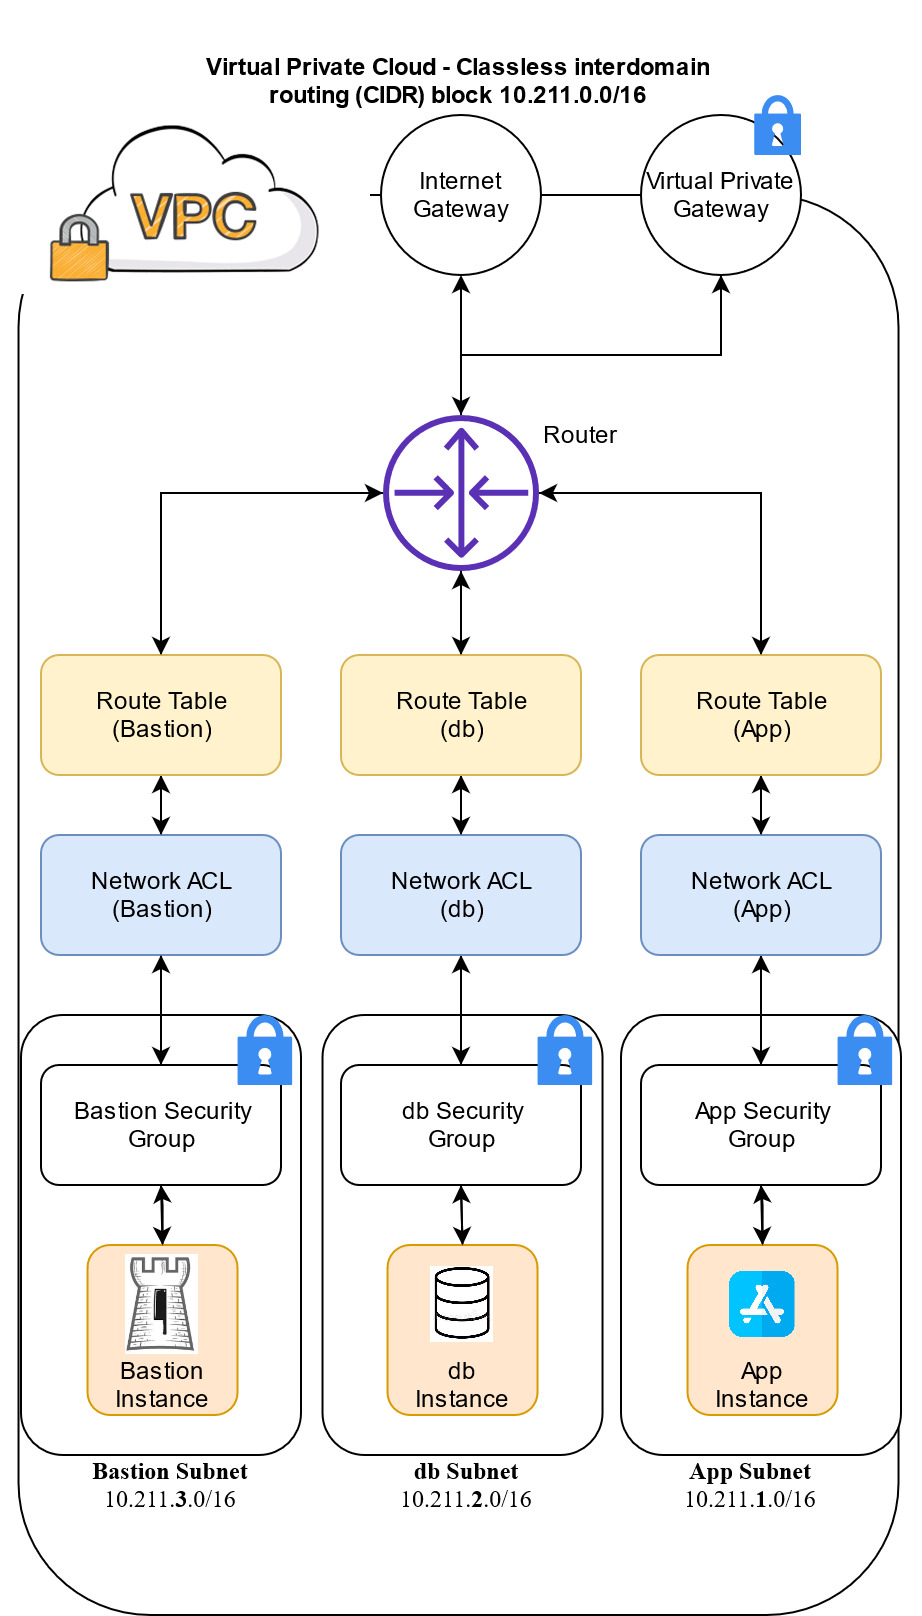 Virtual Private Cloud - Classless interdomain
routing (CIDR) block 10.211.0.0/16
VPC
Internet
Gateway
Virtual Private
Gateway
Router
Route Table
(Bastion)
Route Table
(db)
Route Table
(App)
Network ACL
(Bastion)
Network ACL
(db)
Network ACL
(App)
Bastion Security
Group
db Security
Group
App Security
Group
Bastion
Instance
db
Instance
App
Instance
Bastion Subnet
10.211.3.0/16
db Subnet
10.211.2.0/16
App Subnet
10.211.1.0/16